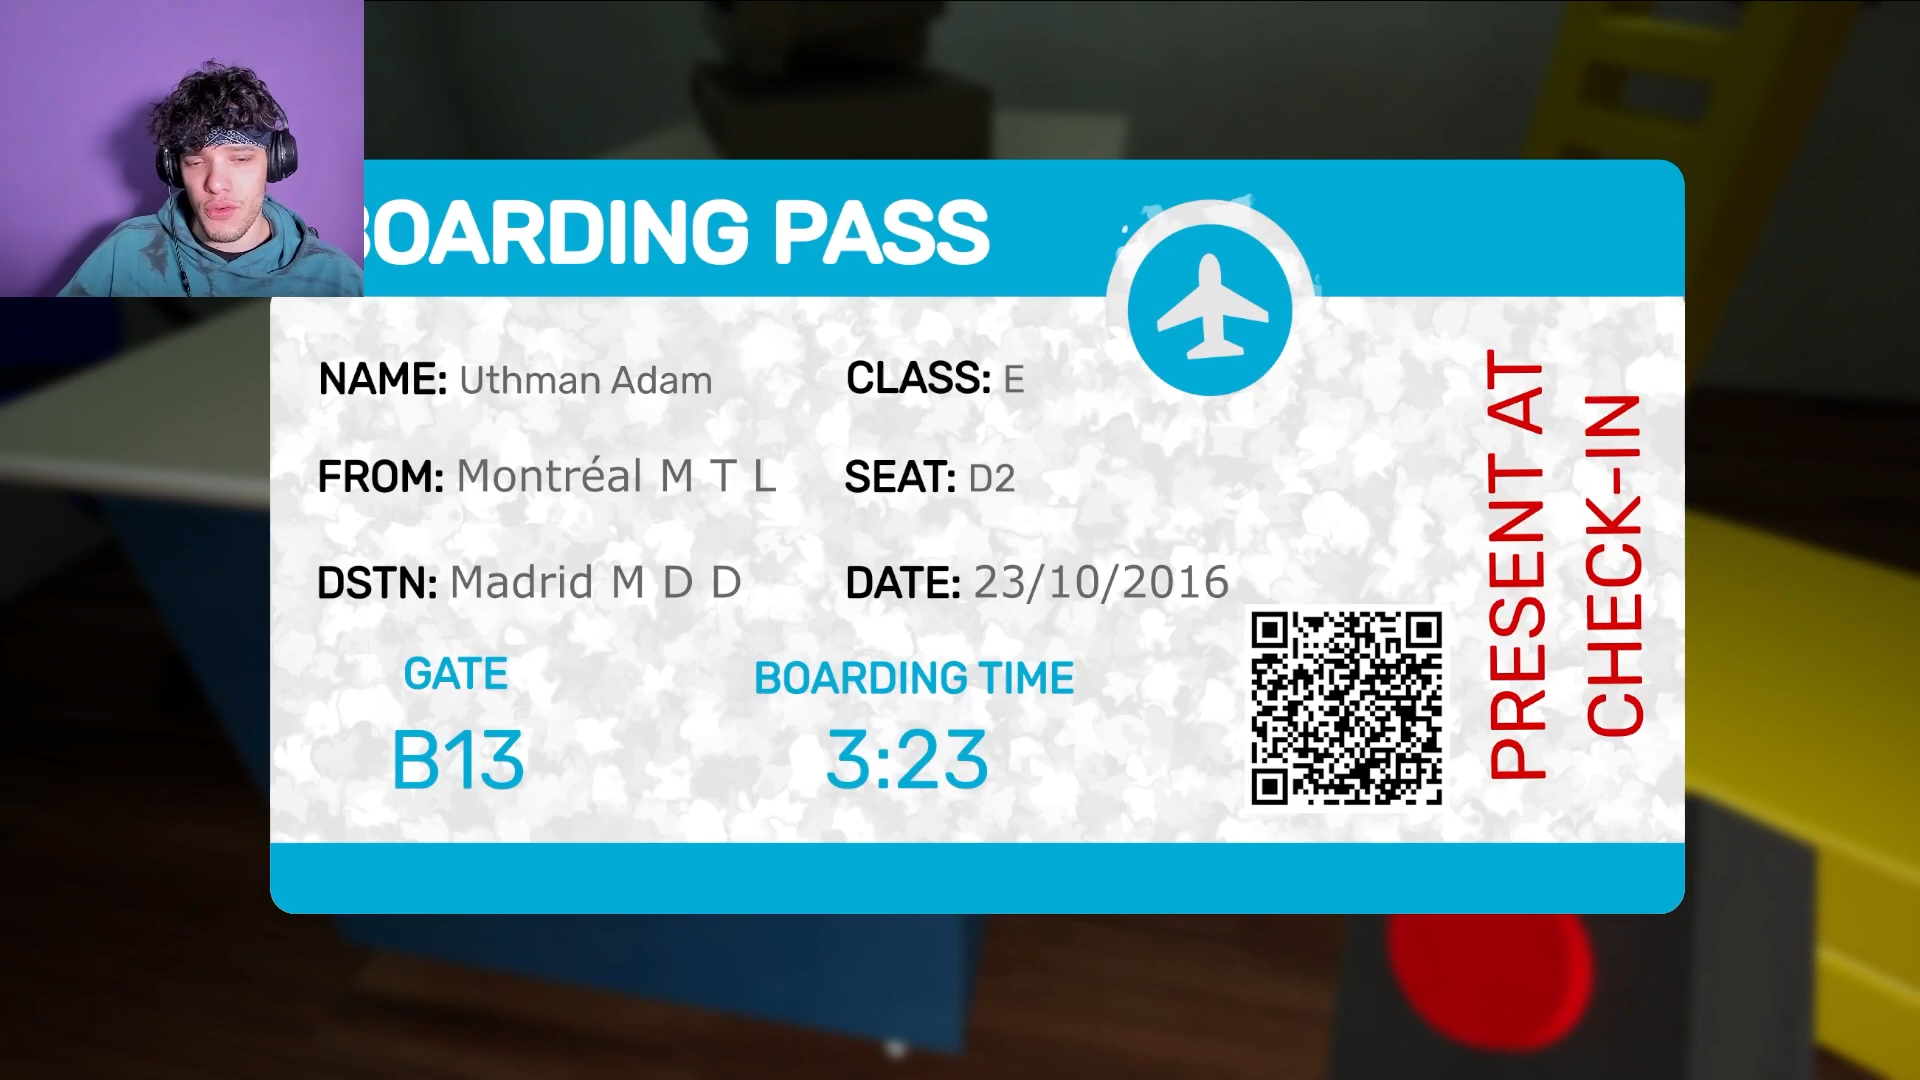 BOARDING PASS
NAME: Uthman Adam
CLASS: E
FROM: Montréal M T L
SEAT: D2
DSTN: Madrid M D D
DATE: 23/10/2016
GATE
BOARDING TIME
B13
3:23
PRESENT AT
CHECK-IN